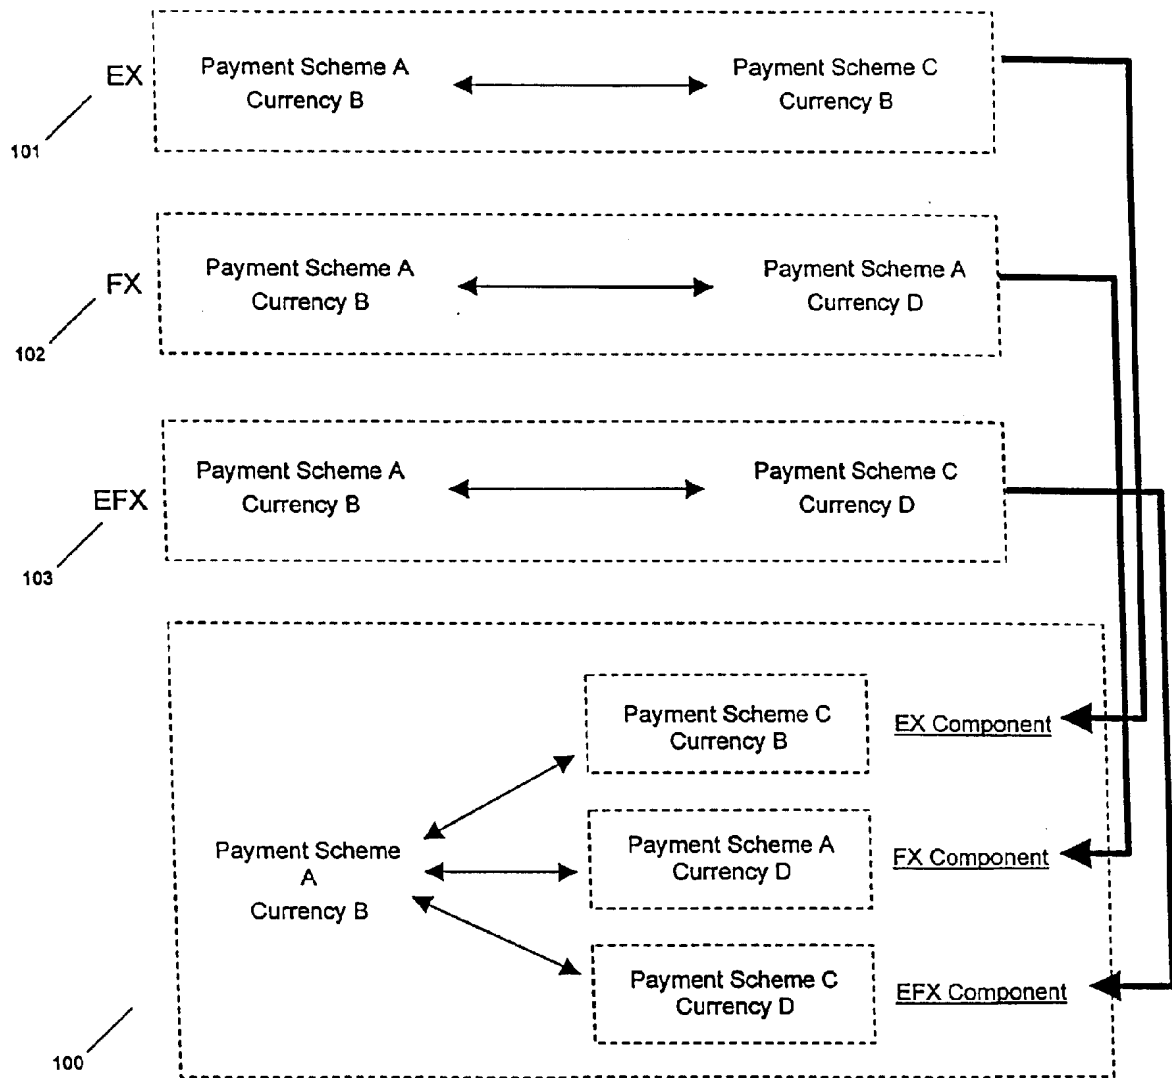 EX
Payment Scheme A
Currency B
Payment Scheme C
Currency B
101
FX
Payment Scheme A
Currency B
Payment Scheme A
Currency D
102
EFX
Payment Scheme A
Currency B
Payment Scheme C
Currency D
103
Payment Scheme C
Currency B
EX Component
Payment Scheme
A
Currency B
Payment Scheme A
Currency D
FX Component
Payment Scheme C
Currency D
EFX Component
100